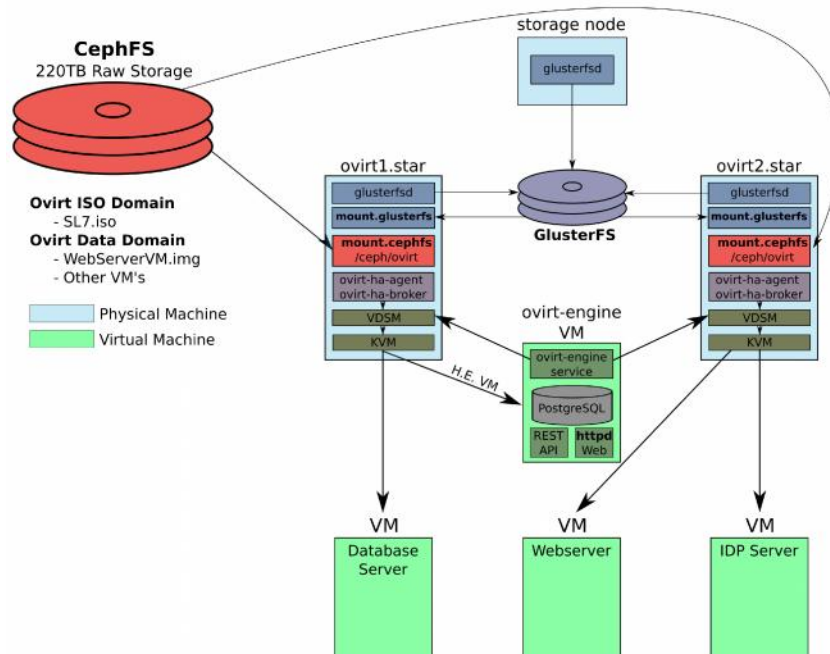 CephFS
220TB Raw Storage
storage node
glusterfsd
ovirt1.star
glusterfsd
mount.glusterfs
mount.cephfs
/ceph/ovirt
ovirt-ha-agent
ovirt-ha-broker
VDSM
KVM
GlusterFS
ovirt2.star
glusterfsd
mount.glusterfs
mount.cephfs
/ceph/ovirt
ovirt-ha-agent
ovirt-ha-broker
VDSM
KVM
Ovirt ISO Domain
- SL7.iso
Ovirt Data Domain
- WebServerVM.img
- Other VM's
Physical Machine
Virtual Machine
ovirt-engine
VM
ovirt-engine
service
PostgreSQL
REST
API
httpd
Web
H.E. VM
VM
Database
Server
VM
Webserver
VM
IDP Server